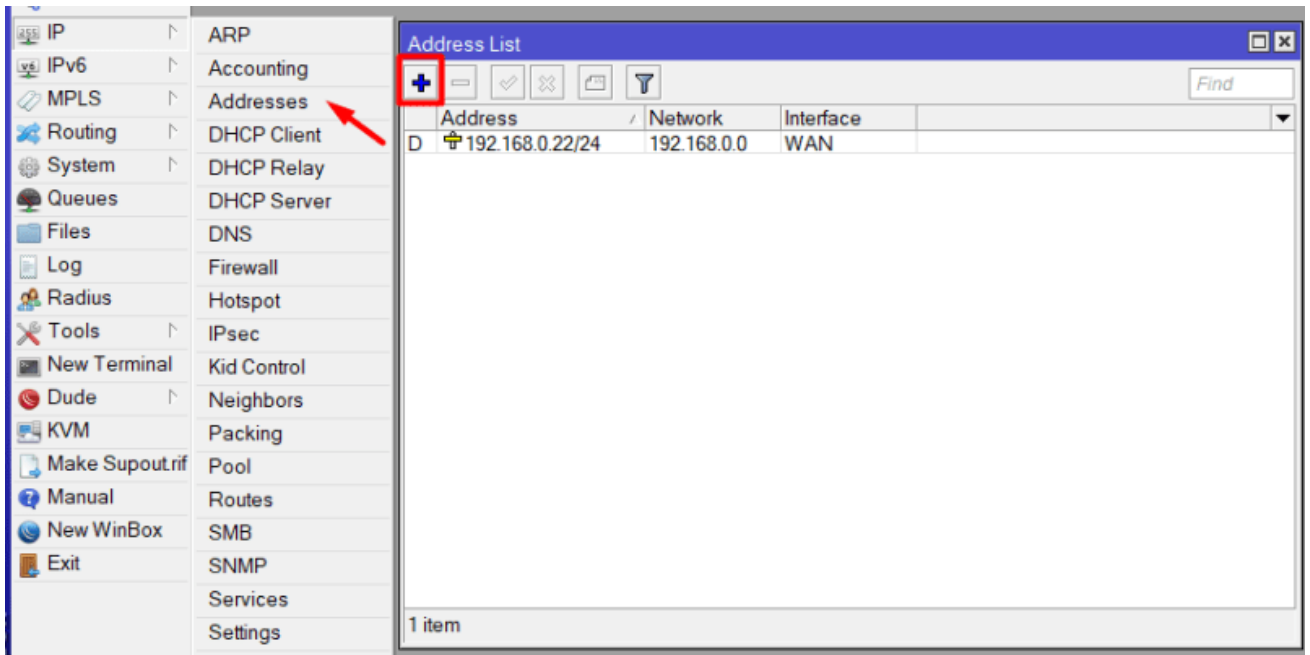 IP
IPv6
MPLS
Routing
System
Queues
Files
Log
Radius
Tools
New Terminal
Dude
KVM
Make Supout.rif
Manual
New WinBox
Exit
ARP
Accounting
Addresses
DHCP Client
DHCP Relay
DHCP Server
DNS
Firewall
Hotspot
IPsec
Kid Control
Neighbors
Packing
Pool
Routes
SMB
SNMP
Services
Settings
Address List
Find
Address / Network Interface
D 192.168.0.22/24 192.168.0.0 WAN
1 item